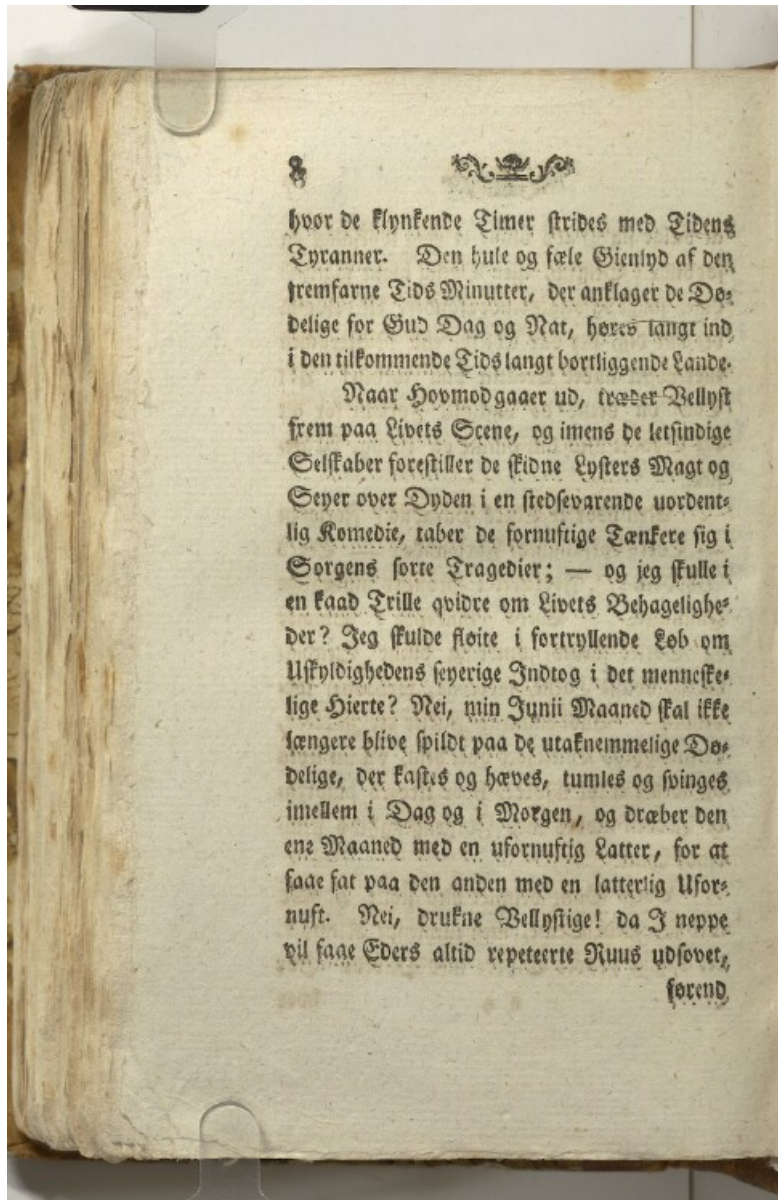 8
hvor de klynkende Timer strides med Tidens
Tyranner. Den hule og fæle Gienlyd af den
fremfarne Tids Minutter, der anklager de Dø-
delige for Gud Dag og Nat, høres langt ind
i den tilkommende Tids langt bortliggende Lande.
Naar Hovmod gaaer ud, træder Vellyst
frem paa Livets Scene, og imens de letsindige
Selskaber forestiller de skidne Lysters Magt og
Seyer over Dyden i en stedsevarende uordent-
lig Komedie, taber de fornuftige Tænkere sig i
Sorgens sorte Tragedier; — og jeg skulle i
en kaad Trille qvidre om Livets Behagelighe-
der? Jeg skulde fløite i fortryllende Løb om
Uskyldighedens seyerige Indtog i det menneske-
lige Hierte? Nei, min Junii Maaned skal ikke
længere blive spildt paa de utaknemmelige Dø-
delige, der kastes og hæves, tumles og svinges
imellem i Dag og i Morgen, og dræber den
ene Maaned med en ufornuftig Latter, for at
faae fat paa den anden med en latterlig Ufor-
nuft. Nei, drukne Vellystige! da I neppe
vil faae Eders altid repeteerte Ruus udsovet,
førend